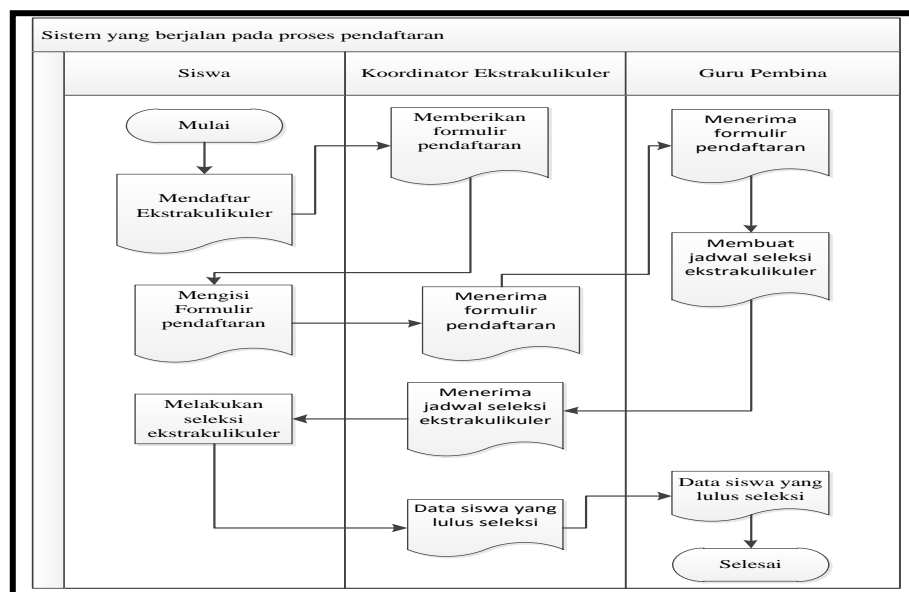 Sistem yang berjalan pada proses pendaftaran
Siswa
Koordinator Ekstrakulikuler
Guru Pembina
Mulai
Mendaftar
Ekstrakulikuler
Memberikan
formulir
pendaftaran
Mengisi
Formulir
pendaftaran
Menerima
formulir
pendaftaran
Menerima
formulir
pendaftaran
Membuat
jadwal seleksi
ekstrakulikuler
Menerima
jadwal seleksi
ekstrakulikuler
Melakukan
seleksi
ekstrakulikuler
Data siswa yang
lulus seleksi
Data siswa yang
lulus seleksi
Selesai